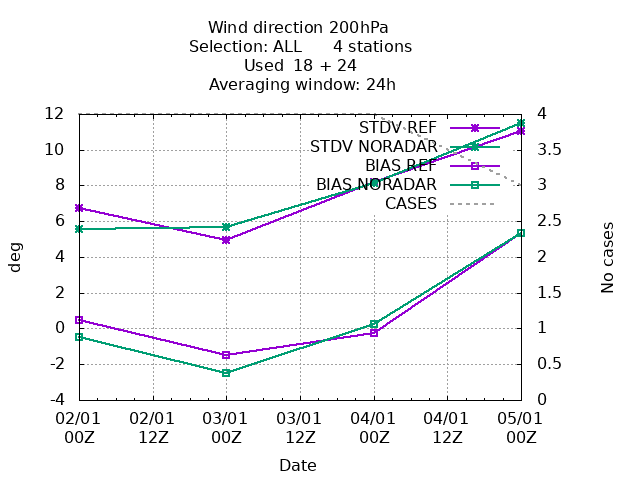 Wind direction 200hPa
Selection: ALL      4 stations
Used  18 + 24
Averaging window: 24h
STDV REF
STDV NORADAR
BIAS REF
BIAS NORADAR
CASES
12
10
8
6
4
2
0
-2
-4
deg
4
3.5
3
2.5
2
1.5
1
0.5
0
No cases
02/01 02/01 03/01 03/01 04/01 04/01 05/01
00Z 12Z 00Z 12Z 00Z 12Z 00Z
Date